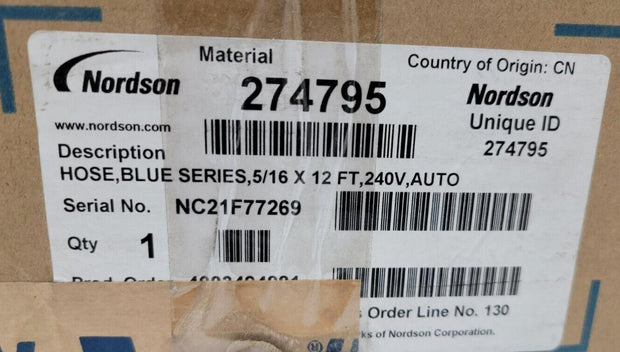 Nordson
Material
Country of Origin: CN
274795
Nordson
Unique ID
274795
www.nordson.com
Description
HOSE,BLUE SERIES,5/16 X 12 FT,240V,AUTO
Serial No. NC21F77269
Qty 1
Order Line No. 130
of Nordson Corporation.
®